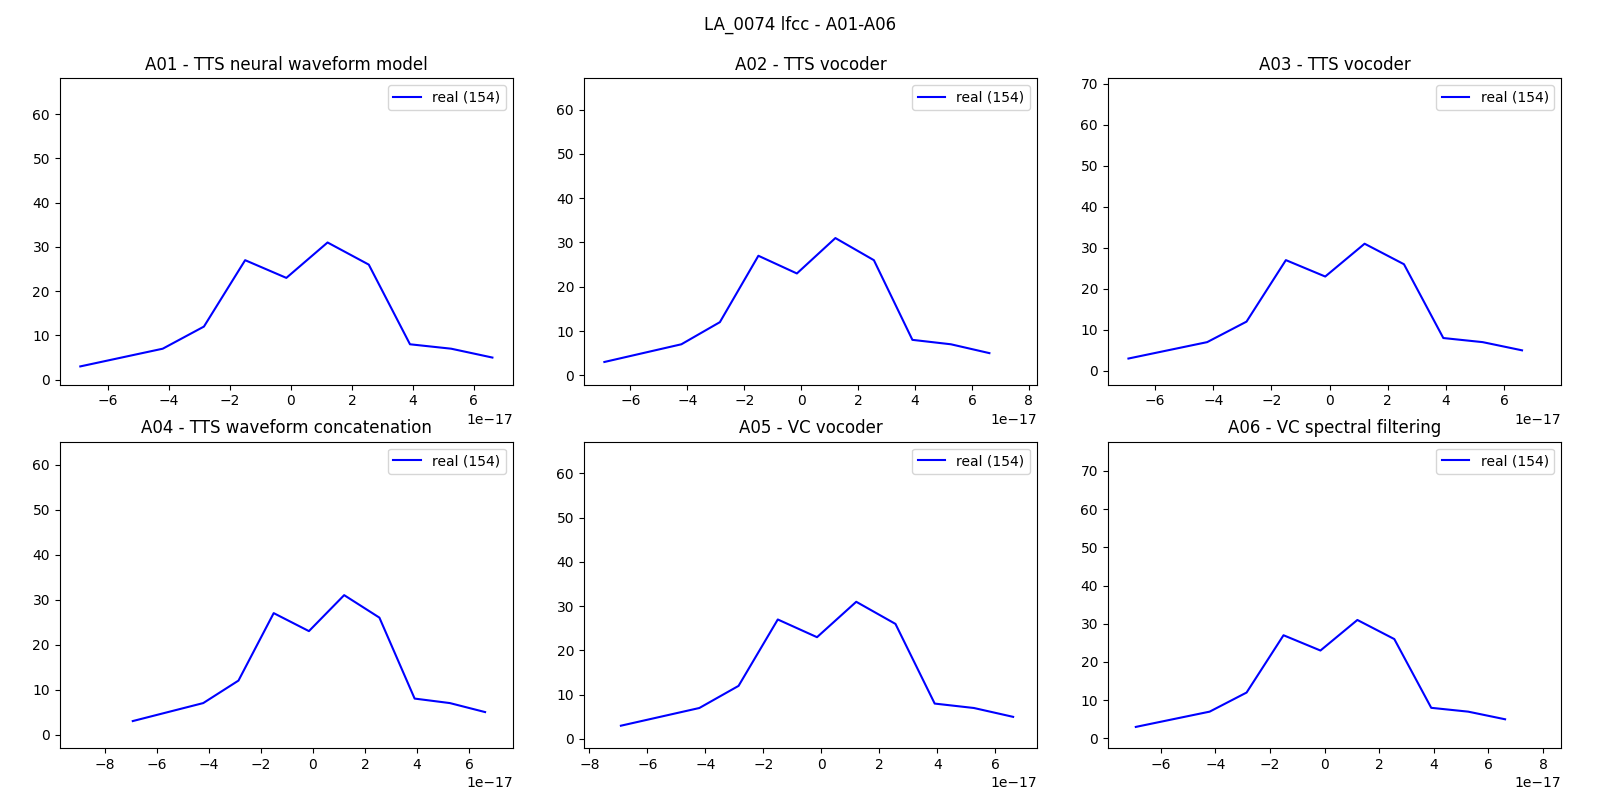 LA_0074 lfcc - A01-A06
A01 - TTS neural waveform model
real (154)
60
50
40
30
20
10
0
−6 −4 −2 0 2 4 6
1e−17
A02 - TTS vocoder
real (154)
60
50
40
30
20
10
0
−6 −4 −2 0 2 4 6 8
1e−17
A03 - TTS vocoder
real (154)
70
60
50
40
30
20
10
0
−6 −4 −2 0 2 4 6
1e−17
A04 - TTS waveform concatenation
real (154)
60
50
40
30
20
10
0
−8 −6 −4 −2 0 2 4 6
1e−17
A05 - VC vocoder
real (154)
60
50
40
30
20
10
0
−8 −6 −4 −2 0 2 4 6
1e−17
A06 - VC spectral filtering
real (154)
70
60
50
40
30
20
10
0
−6 −4 −2 0 2 4 6 8
1e−17